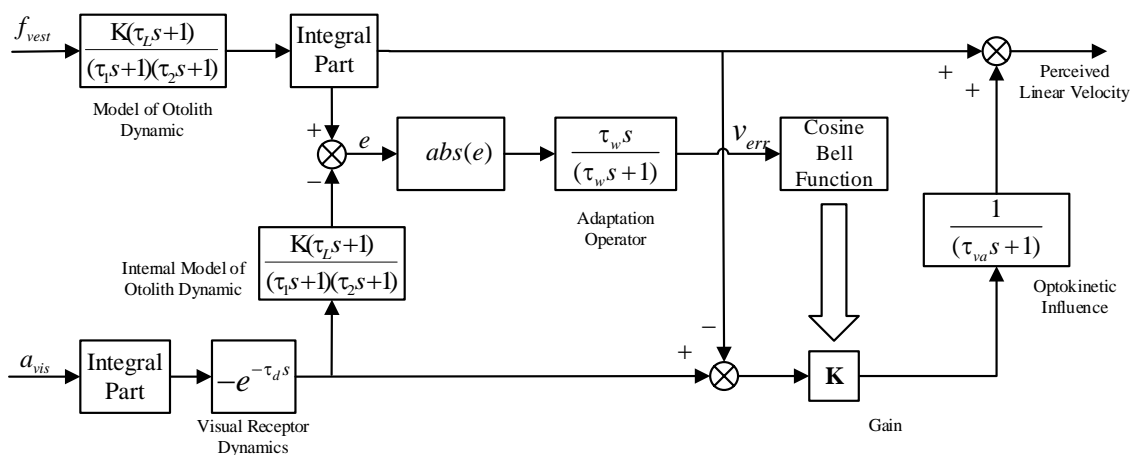 f_vest
K(τ_L s+1)
(τ_1 s+1)(τ_2 s+1)
Model of Otolith
Dynamic
Integral
Part
+
+
Perceived
Linear Velocity
+
−
e
abs(e)
τ_w s
(τ_w s+1)
Adaptation
Operator
v_err
Cosine
Bell
Function
Internal Model of
Otolith Dynamic
K(τ_L s+1)
(τ_1 s+1)(τ_2 s+1)
1
(τ_va s+1)
Optokinetic
Influence
a_vis
Integral
Part
−e^{−τ_d s}
Visual Receptor
Dynamics
+
−
K
Gain